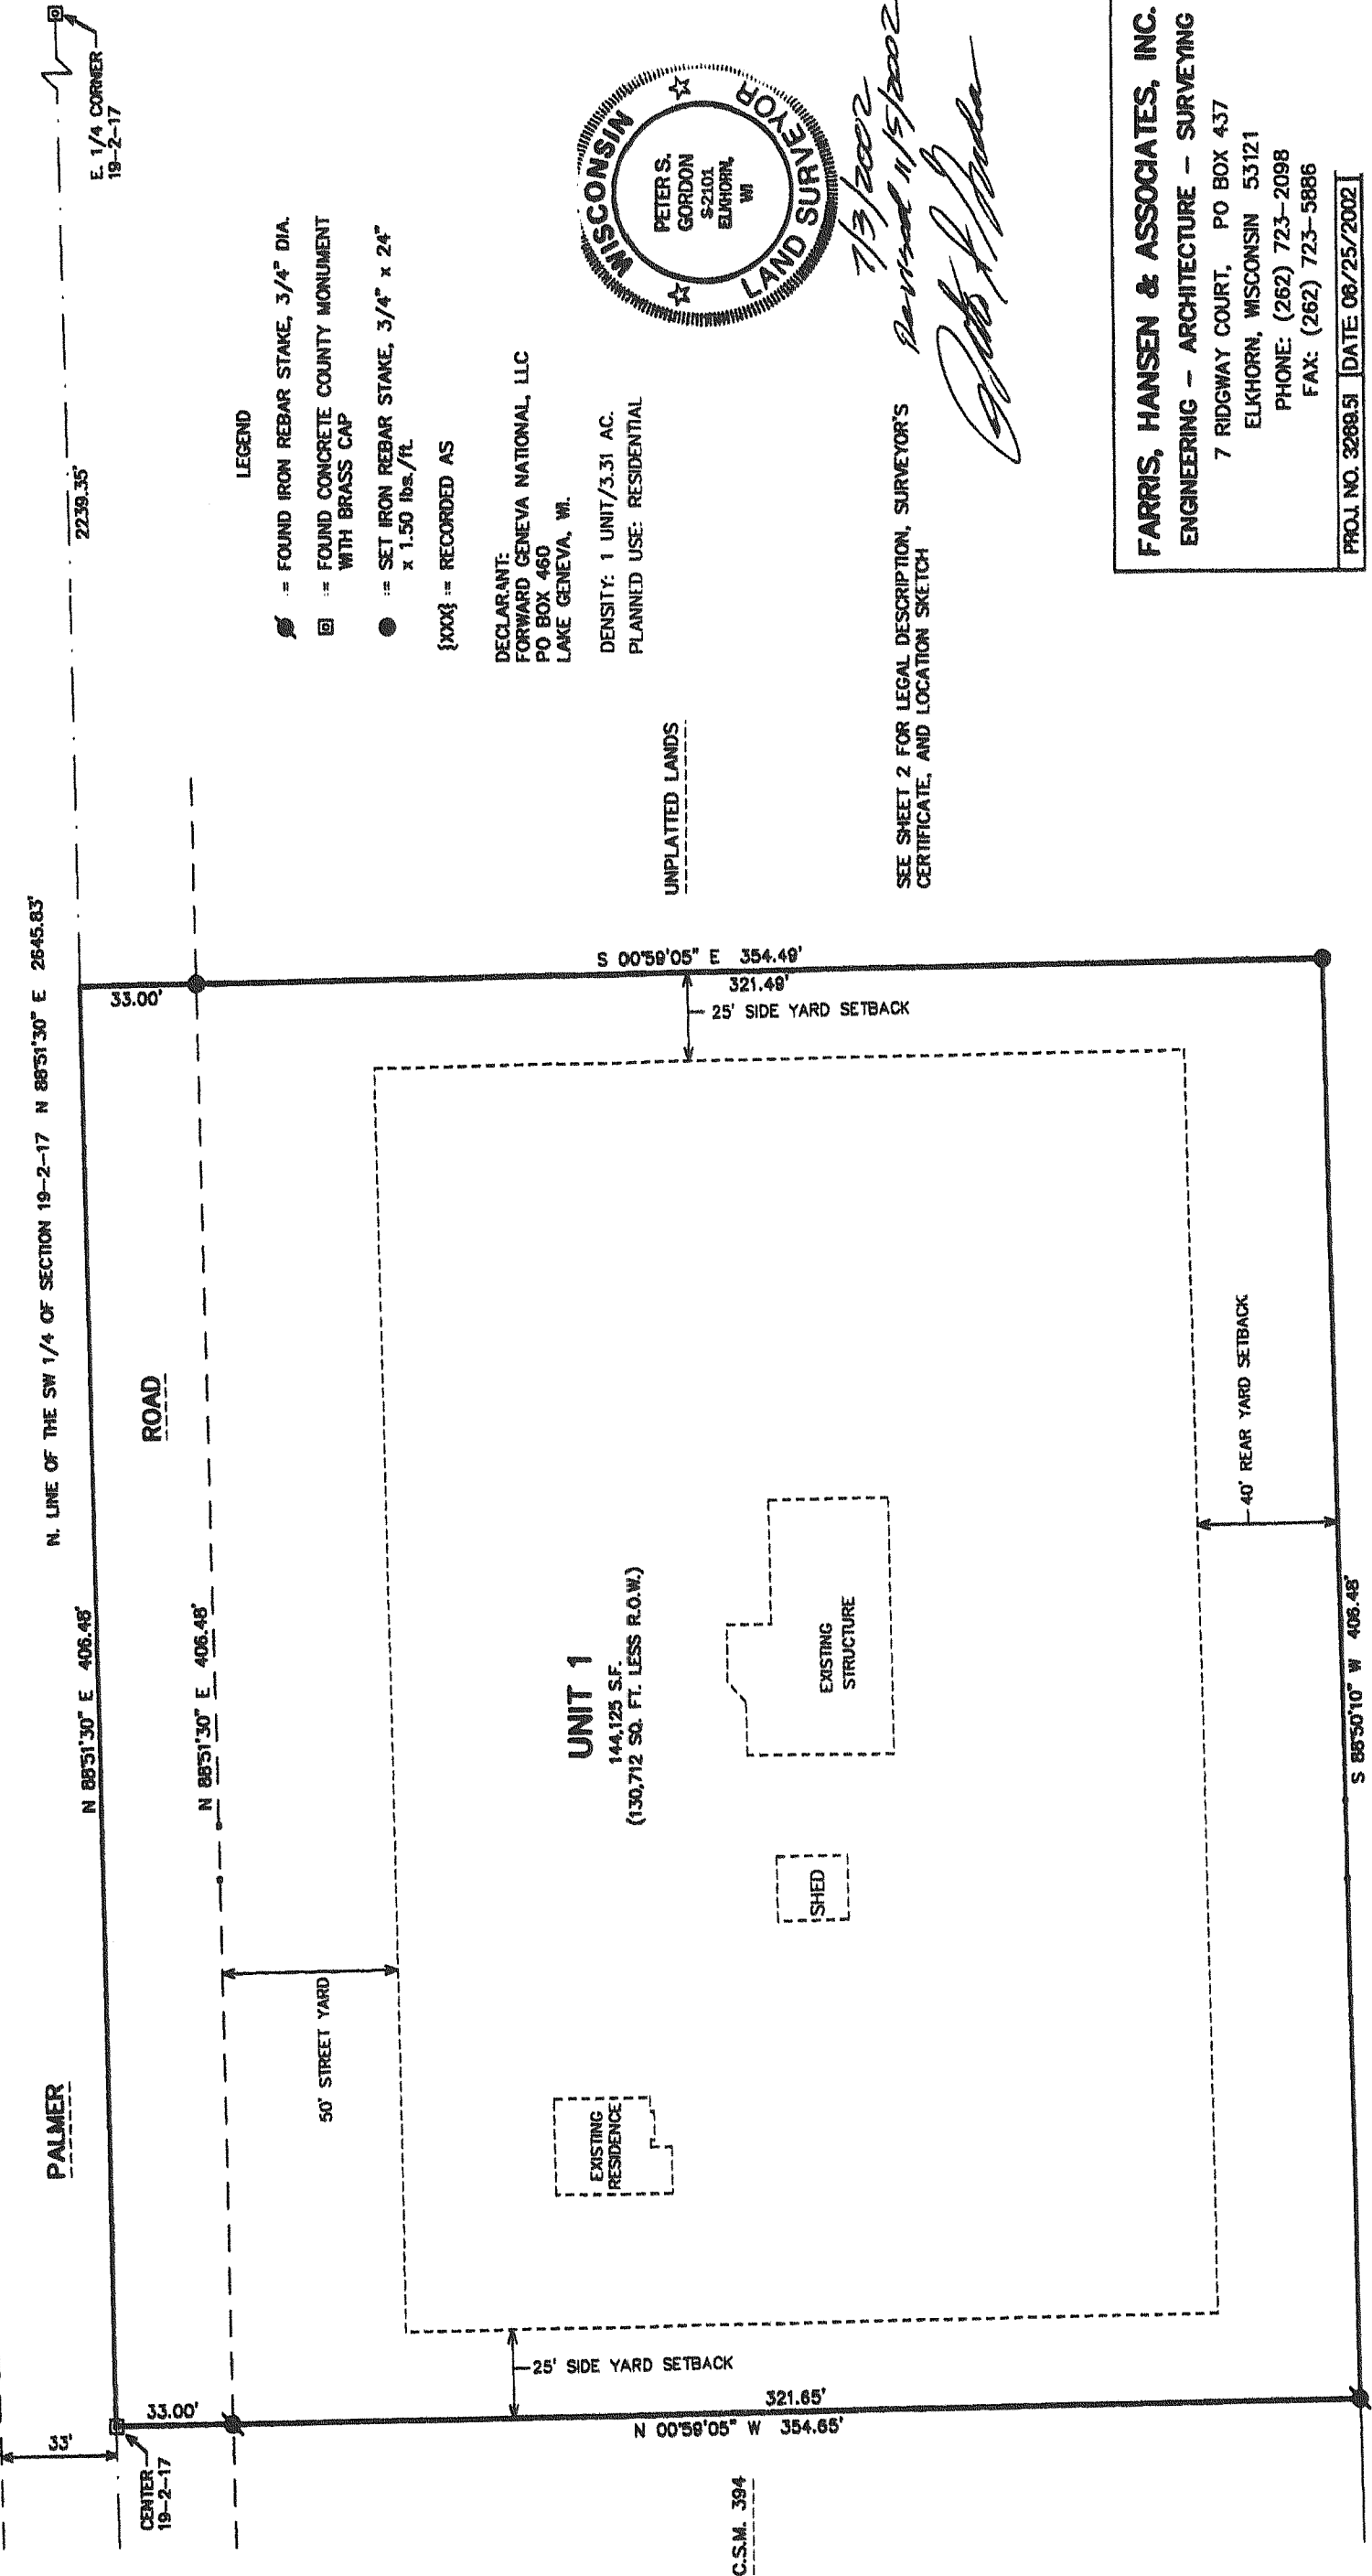 N. LINE OF THE SW 1/4 OF SECTION 19-2-17 N 88°51'30" E 2645.83'
2239.35'
E. 1/4 CORNER
19-2-17
PALMER
ROAD
N 88°51'30" E 406.48'
N 88°51'30" E 406.48'
33'
CENTER
19-2-17
33.00'
33.00'
50' STREET YARD
25' SIDE YARD SETBACK
321.65'
N 00°59'05" W 354.65'
C.S.M. 394
EXISTING
RESIDENCE
SHED
UNIT 1
144,125 S.F.
(130,712 SQ. FT. LESS R.O.W.)
EXISTING
STRUCTURE
S 00°59'05" E 354.49'
321.49'
25' SIDE YARD SETBACK
40' REAR YARD SETBACK
S 88°50'10" W 406.48'
UNPLATTED LANDS
LEGEND
= FOUND IRON REBAR STAKE, 3/4" DIA.
= FOUND CONCRETE COUNTY MONUMENT
WITH BRASS CAP
= SET IRON REBAR STAKE, 3/4" x 24"
x 1.50 lbs./ft.
{XXX} = RECORDED AS
DECLARANT:
FORWARD GENEVA NATIONAL, LLC
PO BOX 460
LAKE GENEVA, WI.
DENSITY: 1 UNIT/3.31 AC.
PLANNED USE: RESIDENTIAL
WISCONSIN
PETER S.
GORDON
S-2101
ELKHORN,
WI
LAND SURVEYOR
7/3/2002
Revised 11/5/2002
SEE SHEET 2 FOR LEGAL DESCRIPTION, SURVEYOR'S
CERTIFICATE, AND LOCATION SKETCH
FARRIS, HANSEN & ASSOCIATES, INC.
ENGINEERING - ARCHITECTURE - SURVEYING
7 RIDGWAY COURT, PO BOX 437
ELKHORN, WISCONSIN 53121
PHONE: (262) 723-2098
FAX: (262) 723-5886
PROJ. NO. 3289.51 DATE: 06/25/2002